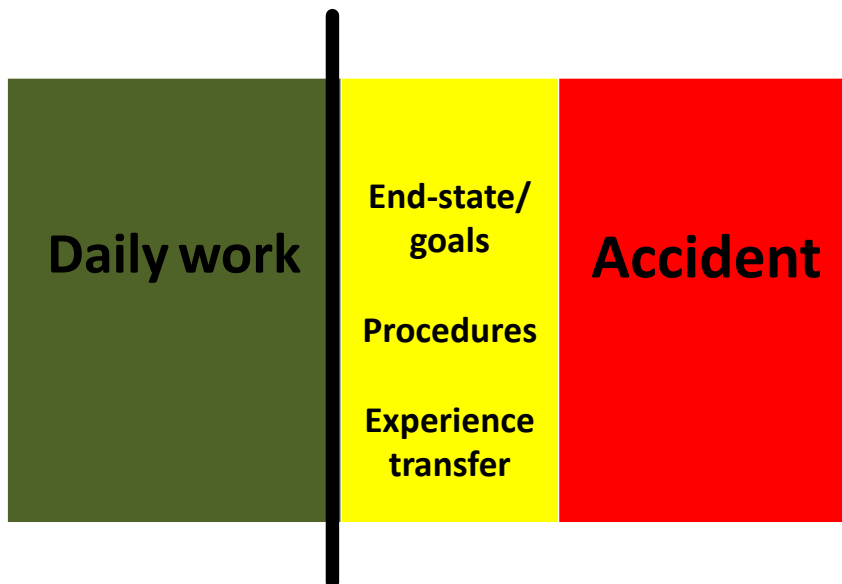 Daily work
End-state/
goals
Procedures
Experience
transfer
Accident